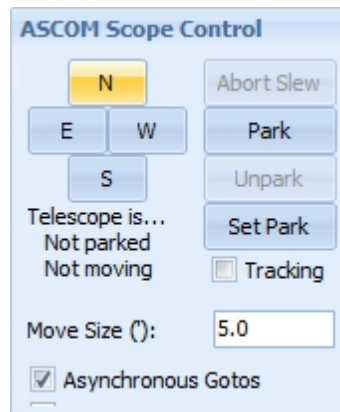 ASCOM Scope Control
N
Abort Slew
E W
Park
S
Unpark
Telescope is...
Not parked
Not moving
Set Park
Tracking
Move Size ('):
5.0
Asynchronous Gotos